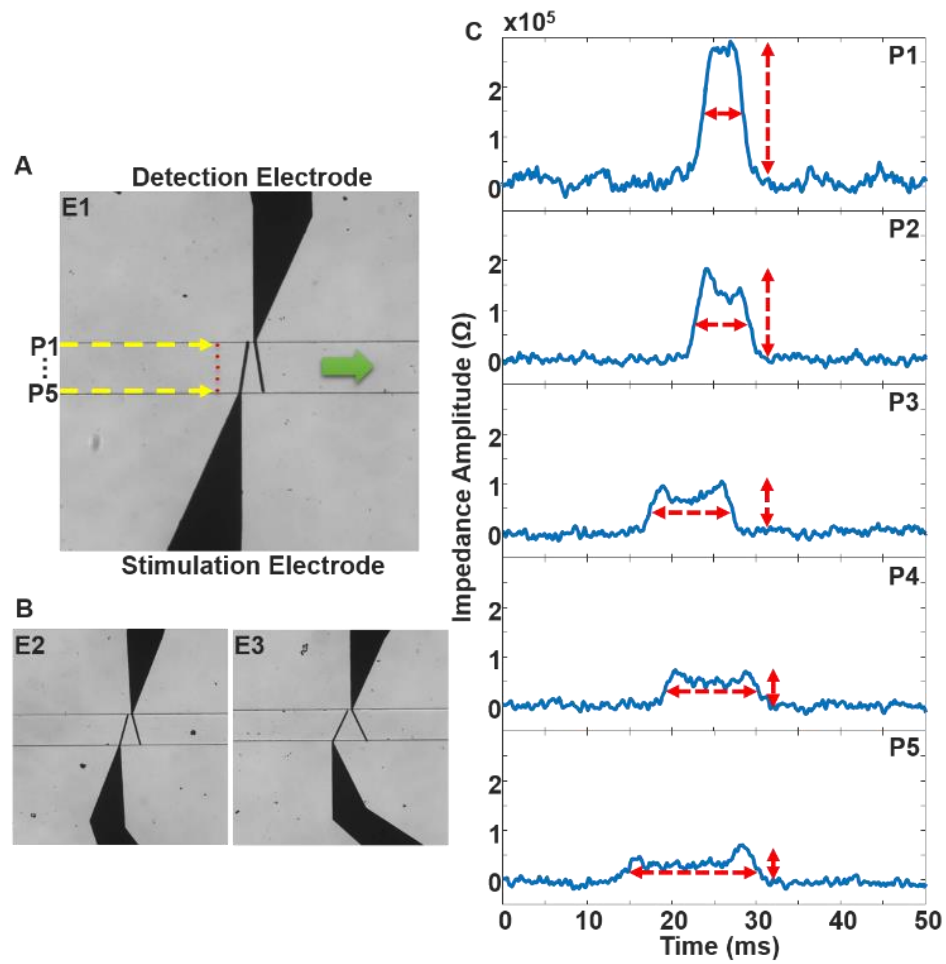 A
Detection Electrode
E1
P1
⋮
P5
Stimulation Electrode
B
E2
E3
C
x10⁵
P1
2
1
0
P2
2
1
0
P3
2
1
0
P4
2
1
0
P5
2
1
0
Impedance Amplitude (Ω)
0 10 20 30 40 50
Time (ms)